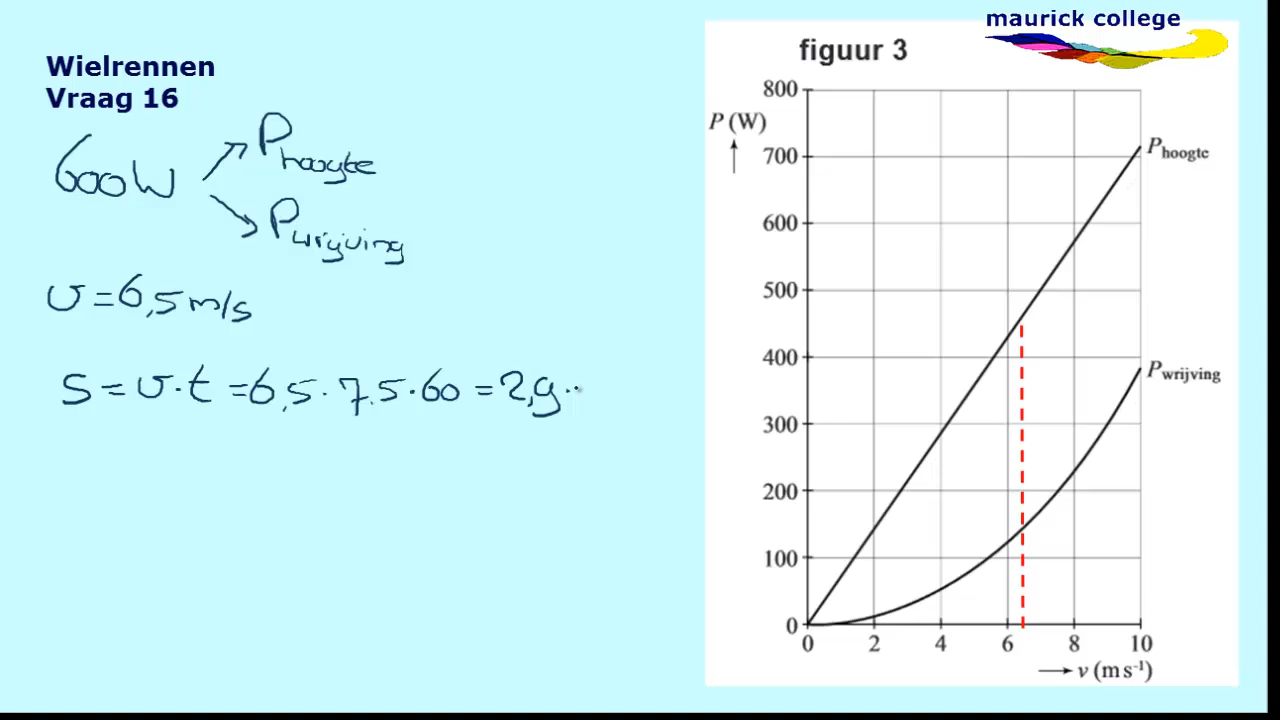 maurick college
Wielrennen
Vraag 16
600W
Phoogte
Pwrijving
v = 6,5 m/s
s = v · t = 6,5 · 7,5 · 60 = 2,9 ·
figuur 3
P (W)
800
700
600
500
400
300
200
100
0
Phoogte
Pwrijving
0 2 4 6 8 10
v (m s⁻¹)